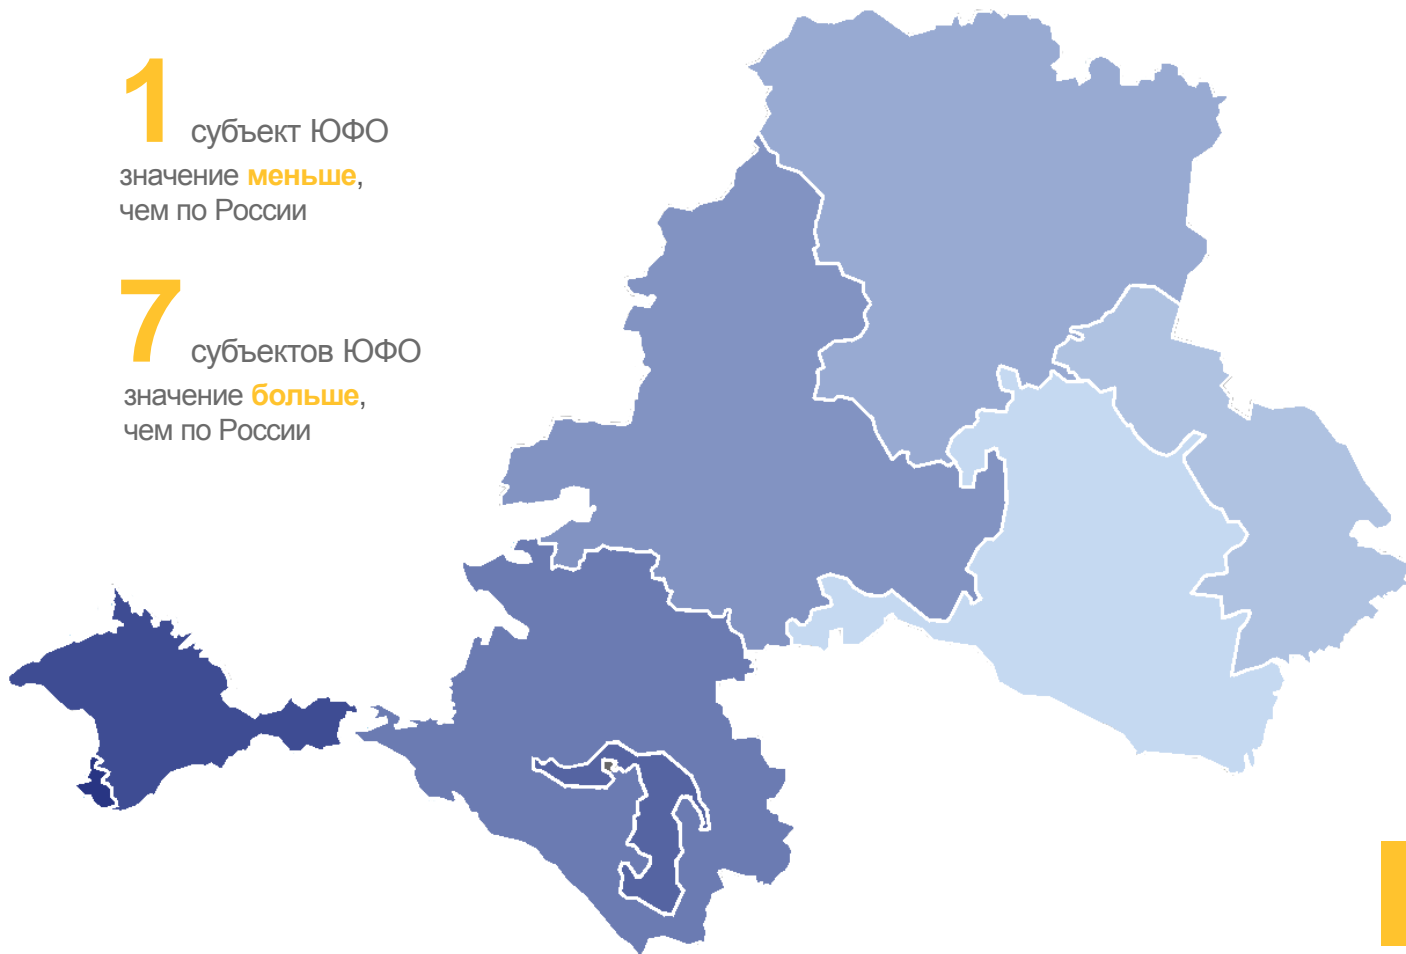 1 субъект ЮФО
значение меньше,
чем по России
7 субъектов ЮФО
значение больше,
чем по России